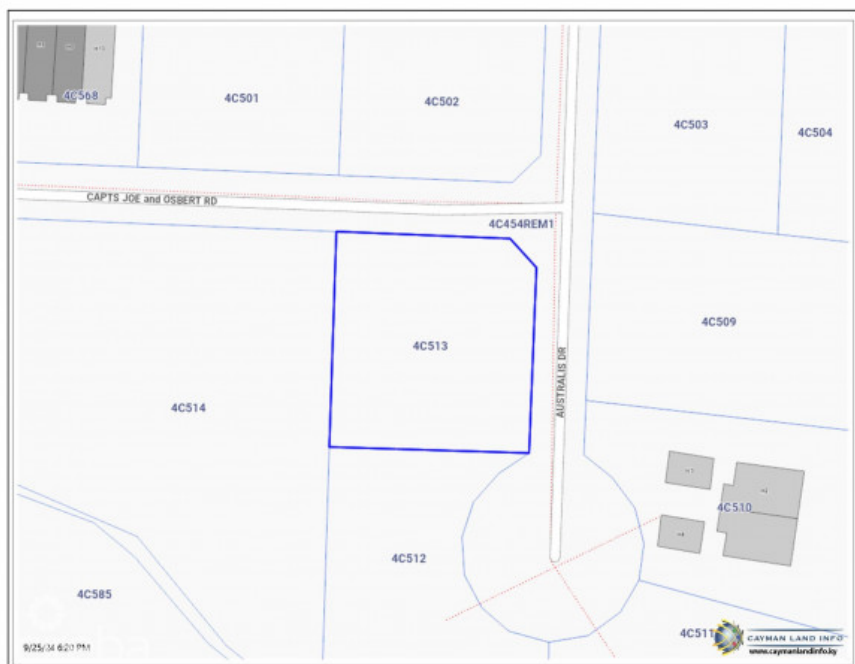 4C568
4C501
4C502
4C503
4C504
CAPTS JOE and OSBERT RD
4C454REM1
4C509
4C513
AUSTRALIS DR
4C514
4C510
4C512
4C585
4C511
9/25/24 6:20 PM
CAYMAN LAND INFO
www.caymanlandinfo.ky